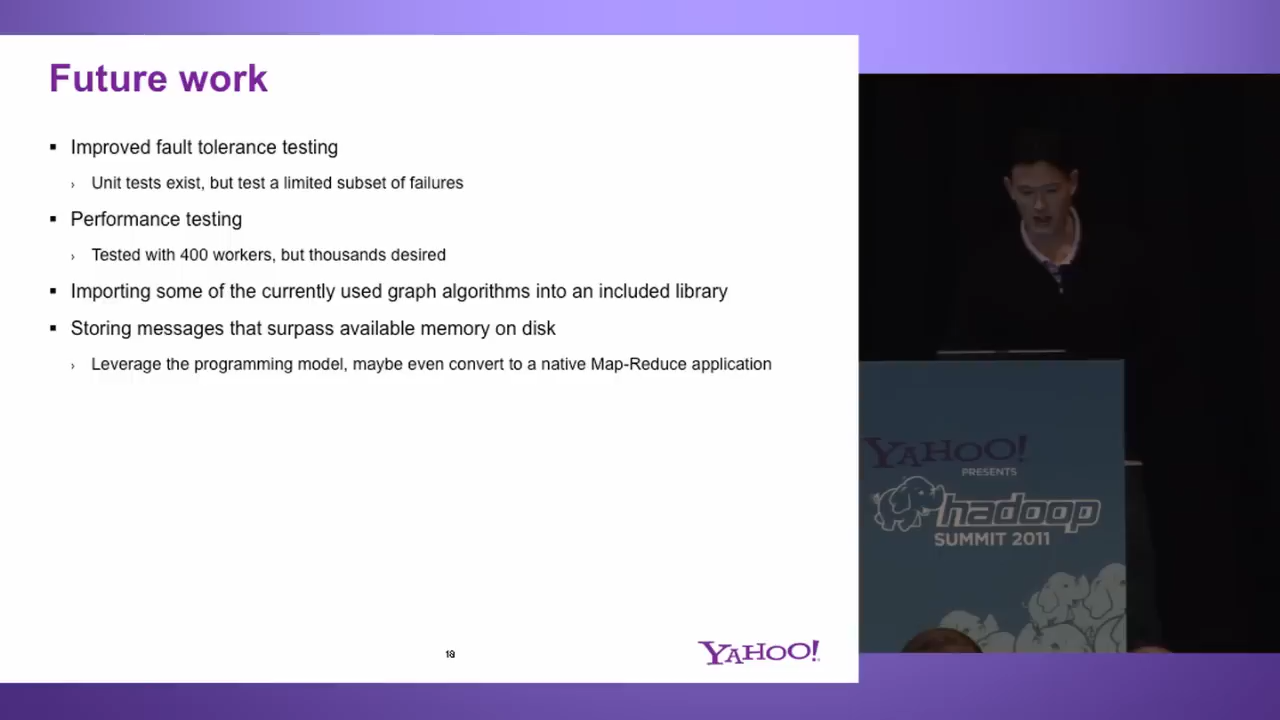 Future work
▪ Improved fault tolerance testing
› Unit tests exist, but test a limited subset of failures
▪ Performance testing
› Tested with 400 workers, but thousands desired
▪ Importing some of the currently used graph algorithms into an included library
▪ Storing messages that surpass available memory on disk
› Leverage the programming model, maybe even convert to a native Map-Reduce application
YAHOO!
YAHOO!
PRESENTS
hadoop
SUMMIT 2011